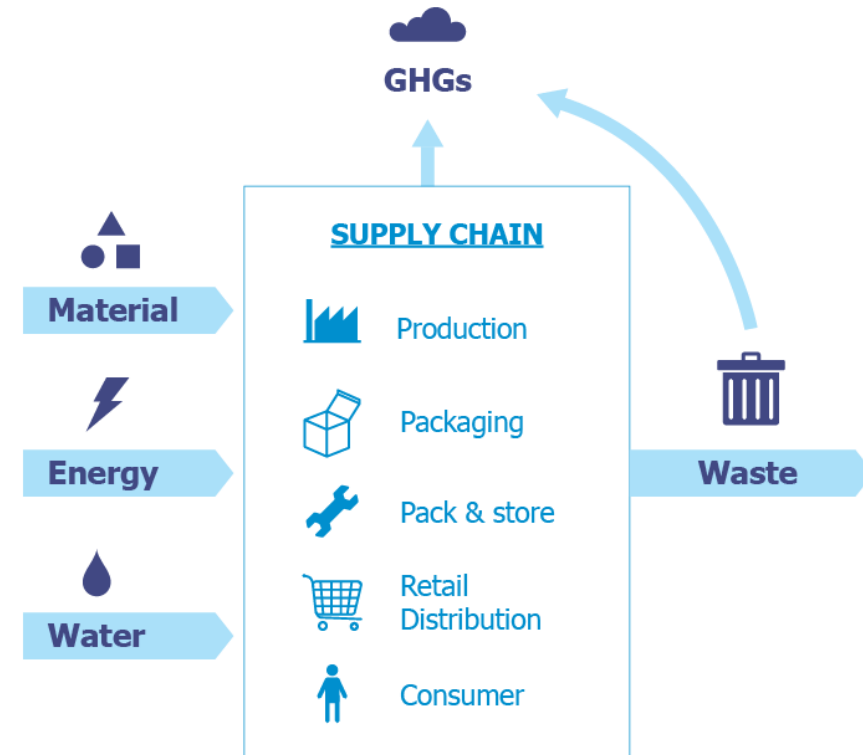 GHGs
SUPPLY CHAIN
Material
Production
Packaging
Energy
Waste
Pack & store
Retail
Distribution
Water
Consumer